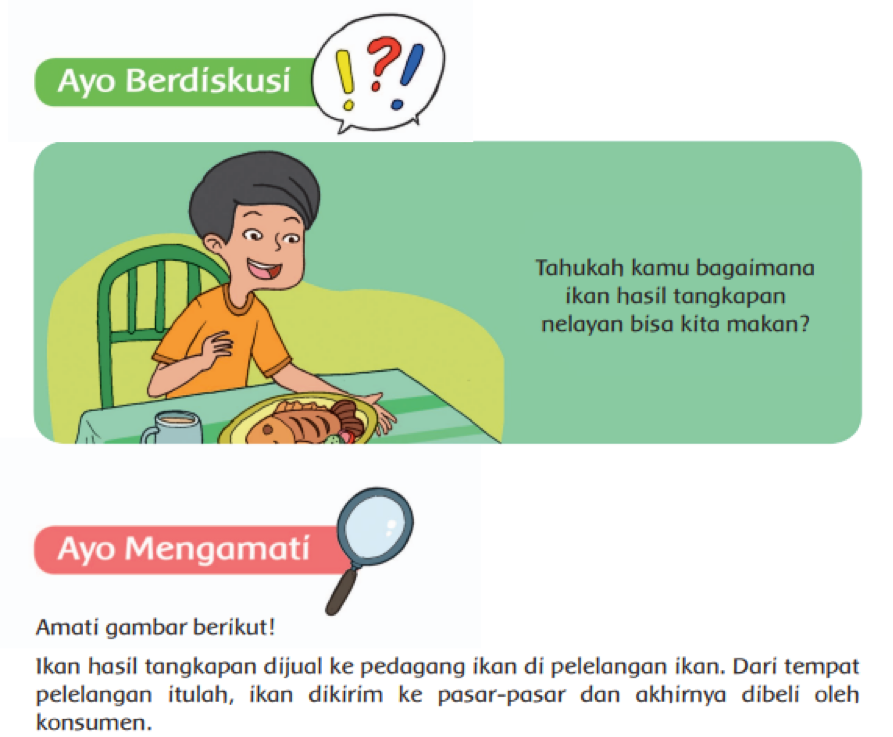 Ayo Berdiskusi
!?!
Tahukah kamu bagaimana
ikan hasil tangkapan
nelayan bisa kita makan?
Ayo Mengamati
Amati gambar berikut!
Ikan hasil tangkapan dijual ke pedagang ikan di pelelangan ikan. Dari tempat
pelelangan itulah, ikan dikirim ke pasar-pasar dan akhirnya dibeli oleh
konsumen.